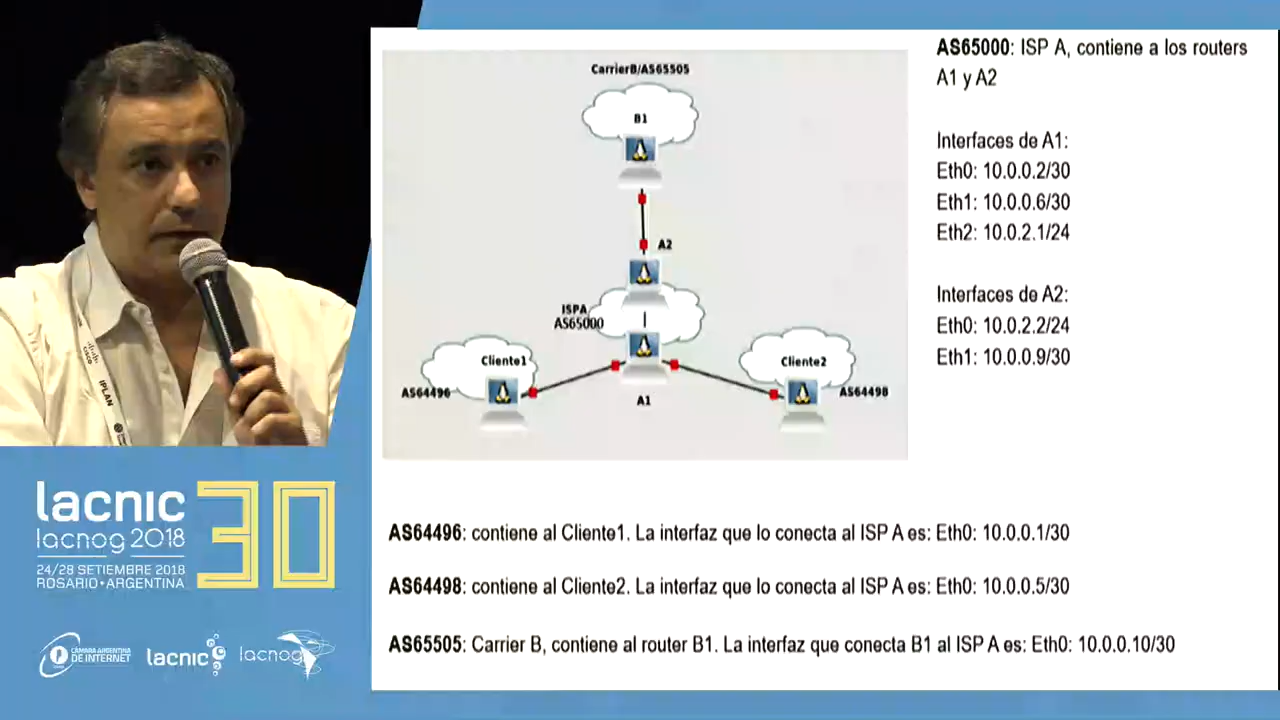 CarrierB/AS65505
B1
A2
ISPA
AS65000
Cliente1
Cliente2
AS64496
AS64498
A1
AS65000: ISP A, contiene a los routers
A1 y A2
Interfaces de A1:
Eth0: 10.0.0.2/30
Eth1: 10.0.0.6/30
Eth2: 10.0.2.1/24
Interfaces de A2:
Eth0: 10.0.2.2/24
Eth1: 10.0.0.9/30
AS64496: contiene al Cliente1. La interfaz que lo conecta al ISP A es: Eth0: 10.0.0.1/30
AS64498: contiene al Cliente2. La interfaz que lo conecta al ISP A es: Eth0: 10.0.0.5/30
AS65505: Carrier B, contiene al router B1. La interfaz que conecta B1 al ISP A es: Eth0: 10.0.0.10/30
IPLAN
CISCO
lacnic 30
lacnog 2018
24/28 SETIEMBRE 2018
ROSARIO•ARGENTINA
CÁMARA ARGENTINA
DE INTERNET
lacnic
lacnog